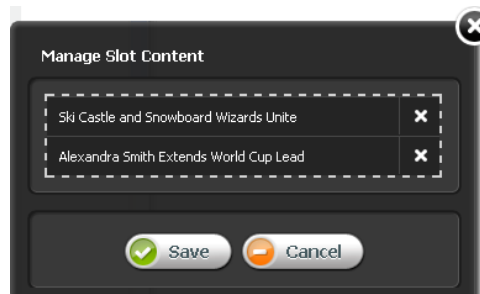 Manage Slot Content
Ski Castle and Snowboard Wizards Unite
Alexandra Smith Extends World Cup Lead
Save
Cancel